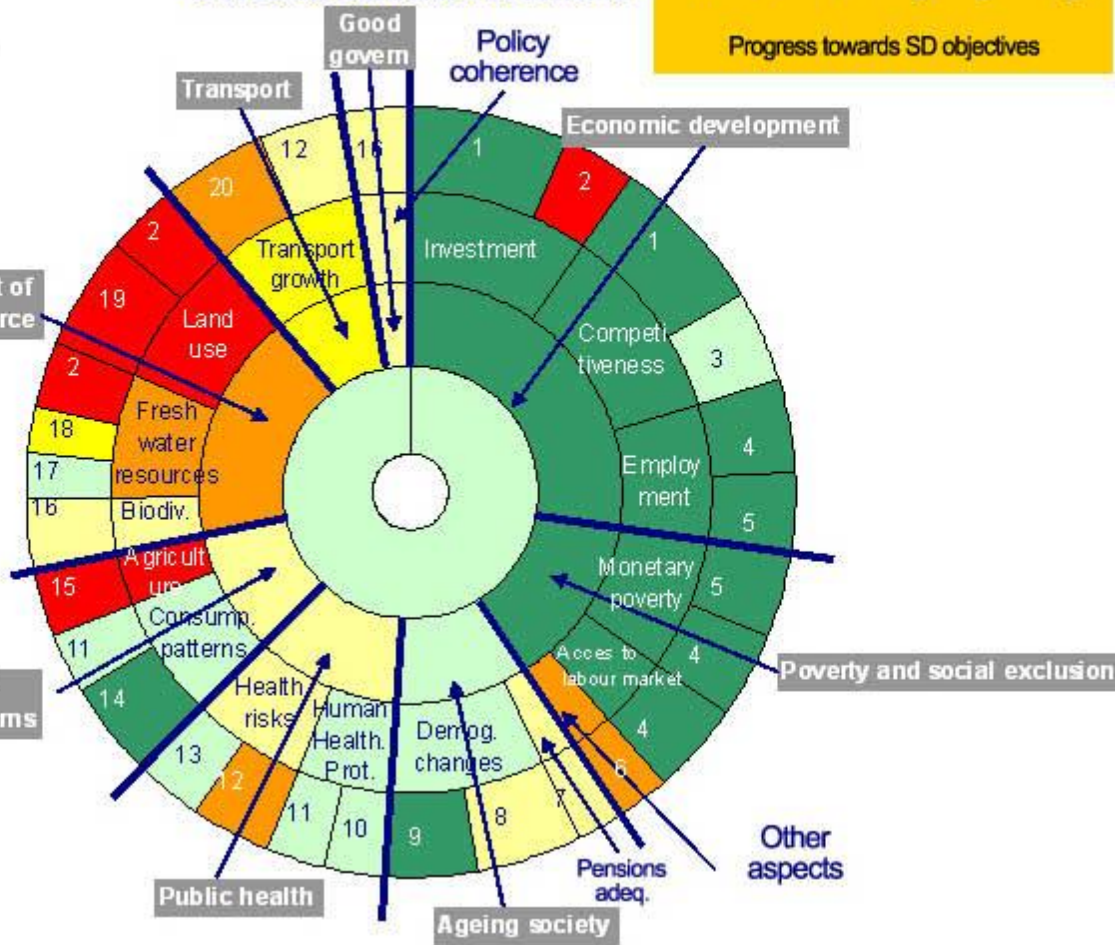 Good
govern
Policy
coherence
Progress towards SD objectives
Transport
Economic development
12
16
1
2
20
1
2
Transport
growth
Investment
t of
rce
19
Land
use
Competi
tiveness
3
2
Fresh
water
resources
18
17
4
Employ
ment
16
Biodiv.
5
15
Agricult
ure
Monetary
poverty
5
11
Consump.
patterns
Acces to
labour market
4
Poverty and social exclusion
rns
14
Health
risks
Human
Health.
Prot.
Demog.
changes
4
13
12
6
11
10
9
8
7
Other
aspects
Pensions
adeq.
Public health
Ageing society